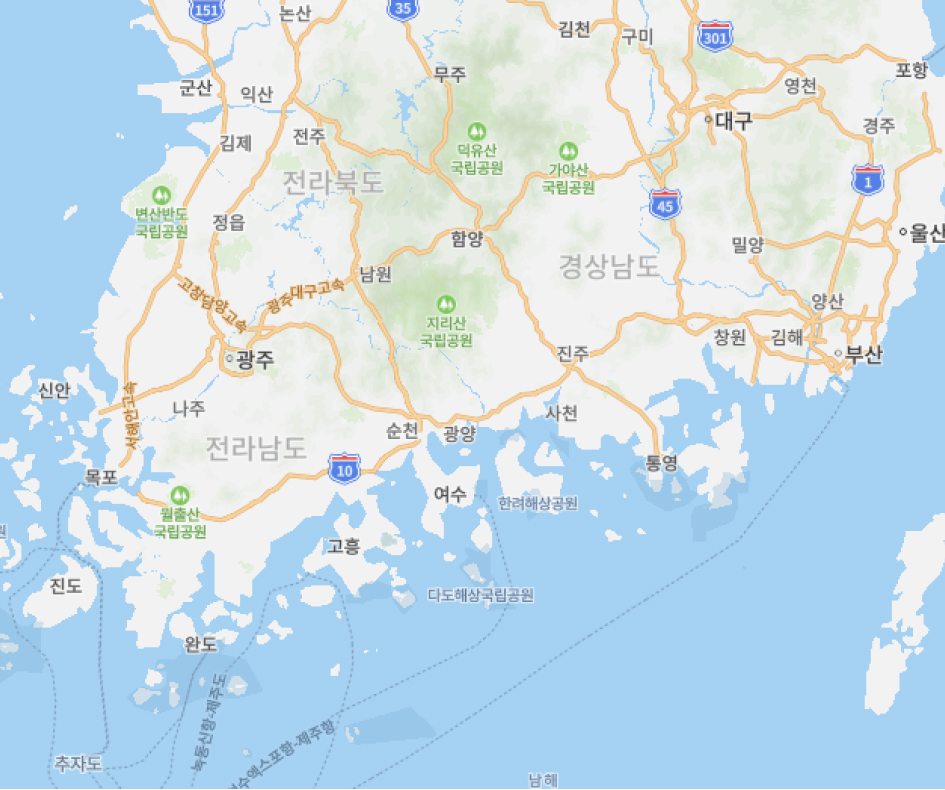 151
논산
35
김천
구미
301
무주
포항
군산
익산
영천
대구
경주
김제
전주
덕유산
국립공원
가야산
국립공원
1
전라북도
45
변산반도
국립공원
정읍
울산
함양
밀양
경상남도
남원
고창담양고속
광주대구고속
양산
지리산
국립공원
창원
김해
부산
진주
광주
신안
서해안고속
나주
사천
순천
광양
전라남도
10
통영
목포
여수
한려해상공원
월출산
국립공원
고흥
진도
다도해상국립공원
완도
녹동신항-제주도
여수엑스포항-제주항
추자도
남해